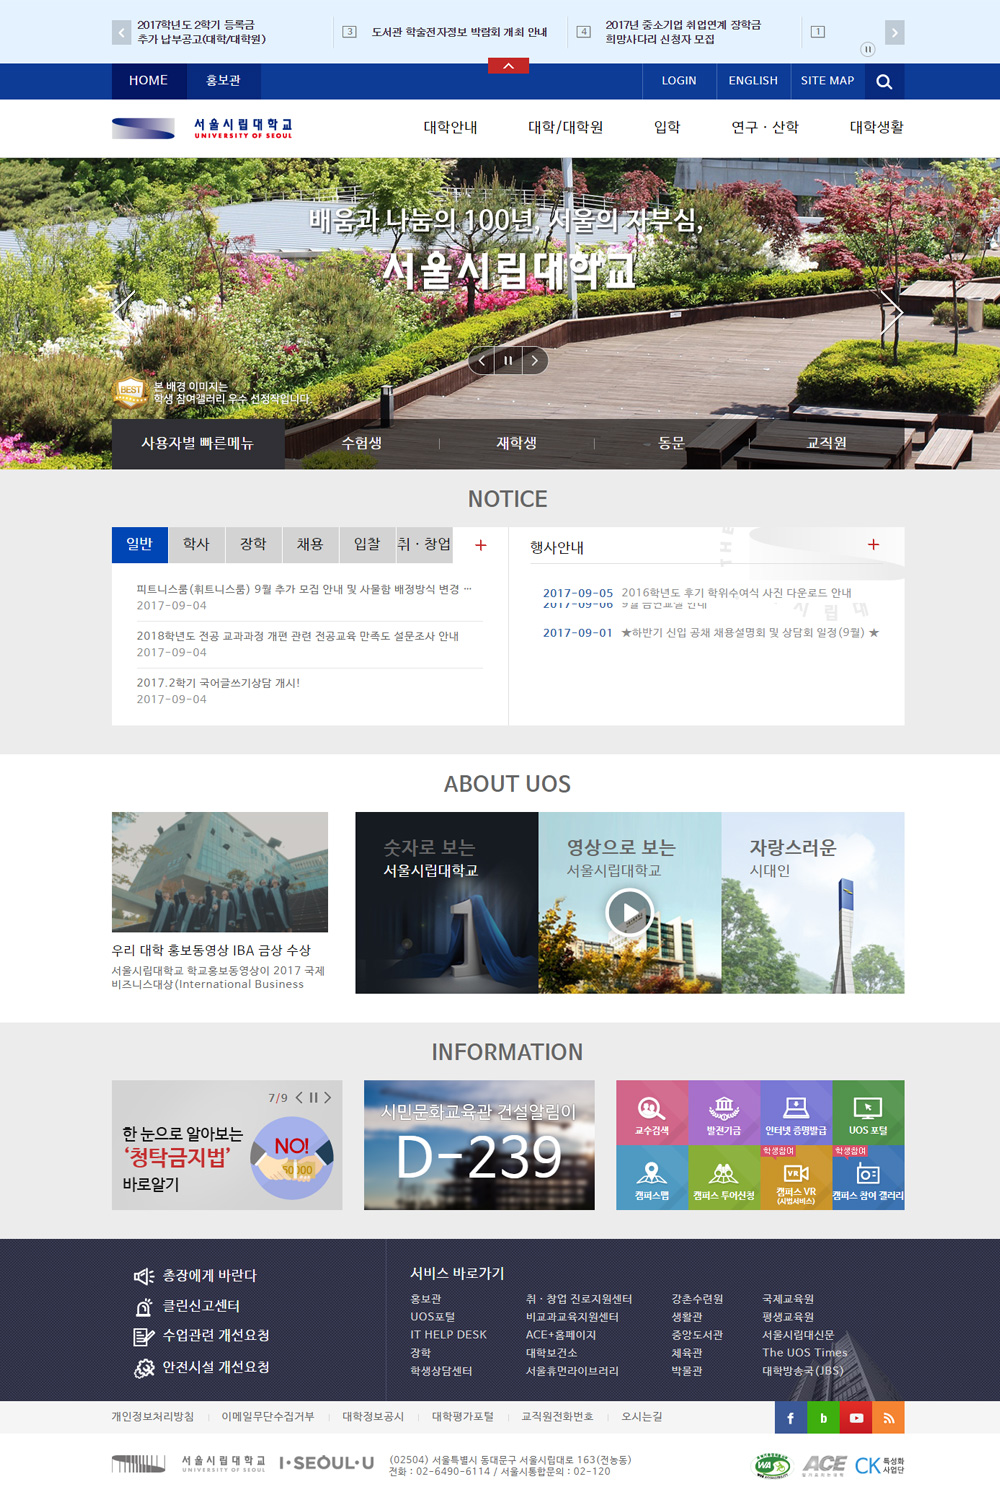 2017학년도 2학기 등록금
추가 납부공고(대학/대학원)
3
도서관 학술전자정보 박람회 개최 안내
4
2017년 중소기업 취업연계 장학금
희망사다리 신청자 모집
1
HOME
홍보관
LOGIN
ENGLISH
SITE MAP
서울시립대학교
UNIVERSITY OF SEOUL
대학안내
대학/대학원
입학
연구 · 산학
대학생활
배움과 나눔의 100년, 서울의 자부심,
서울시립대학교
BEST
본 배경 이미지는
학생 참여갤러리 우수 선정작입니다
사용자별 빠른메뉴
수험생
재학생
동문
교직원
NOTICE
일반
학사
장학
채용
입찰
취 · 창업
행사안내
피트니스룸(휘트니스룸) 9월 추가 모집 안내 및 사물함 배정방식 변경 ···
2017-09-04
2018학년도 전공 교과과정 개편 관련 전공교육 만족도 설문조사 안내
2017-09-04
2017.2학기 국어글쓰기상담 개시!
2017-09-04
2017-09-05 2016학년도 후기 학위수여식 사진 다운로드 안내
2017-09-06 9월 금연교실 안내
2017-09-01 ★하반기 신입 공채 채용설명회 및 상담회 일정(9월) ★
THE
시립대
ABOUT UOS
우리 대학 홍보동영상 IBA 금상 수상
서울시립대학교 학교홍보동영상이 2017 국제
비즈니스대상(International Business
숫자로 보는
서울시립대학교
1
영상으로 보는
서울시립대학교
자랑스러운
시대인
INFORMATION
7/9
한 눈으로 알아보는
‘청탁금지법’
바로알기
NO!
50000
시민문화교육관 건설알림이
D-239
교수검색
발전기금
인터넷 증명발급
UOS 포털
캠퍼스맵
캠퍼스 투어신청
학생참여
캠퍼스 VR
(시범서비스)
학생참여
캠퍼스 참여 갤러리
총장에게 바란다
클린신고센터
수업관련 개선요청
안전시설 개선요청
서비스 바로가기
홍보관
UOS포털
IT HELP DESK
장학
학생상담센터
취 · 창업 진로지원센터
비교과교육지원센터
ACE+홈페이지
대학보건소
서울휴먼라이브러리
강촌수련원
생활관
중앙도서관
체육관
박물관
국제교육원
평생교육원
서울시립대신문
The UOS Times
대학방송국(JBS)
개인정보처리방침
이메일무단수집거부
대학정보공시
대학평가포털
교직원전화번호
오시는길
f
b
서울시립대학교
UNIVERSITY OF SEOUL
I·SEOUL·U
(02504) 서울특별시 동대문구 서울시립대로 163(전농동)
전화 : 02-6490-6114 / 서울시통합문의 : 02-120
WA
ACE
CK 특성화
사업단